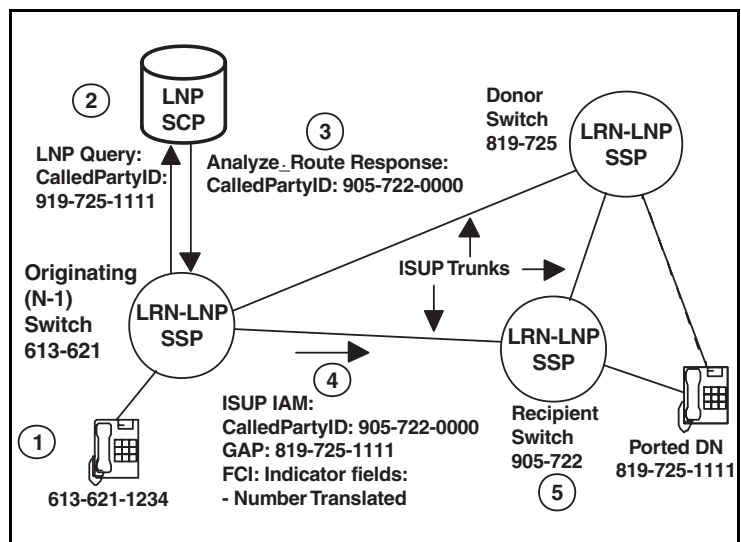 2
LNP
SCP
LNP Query:
CalledPartyID:
919-725-1111
3
Analyze_Route Response:
CalledPartyID: 905-722-0000
Donor
Switch
819-725
LRN-LNP
SSP
Originating
(N-1)
Switch
613-621
LRN-LNP
SSP
ISUP Trunks
LRN-LNP
SSP
4
ISUP IAM:
CalledPartyID: 905-722-0000
GAP: 819-725-1111
FCI: Indicator fields:
- Number Translated
1
613-621-1234
Recipient
Switch
905-722
5
Ported DN
819-725-1111